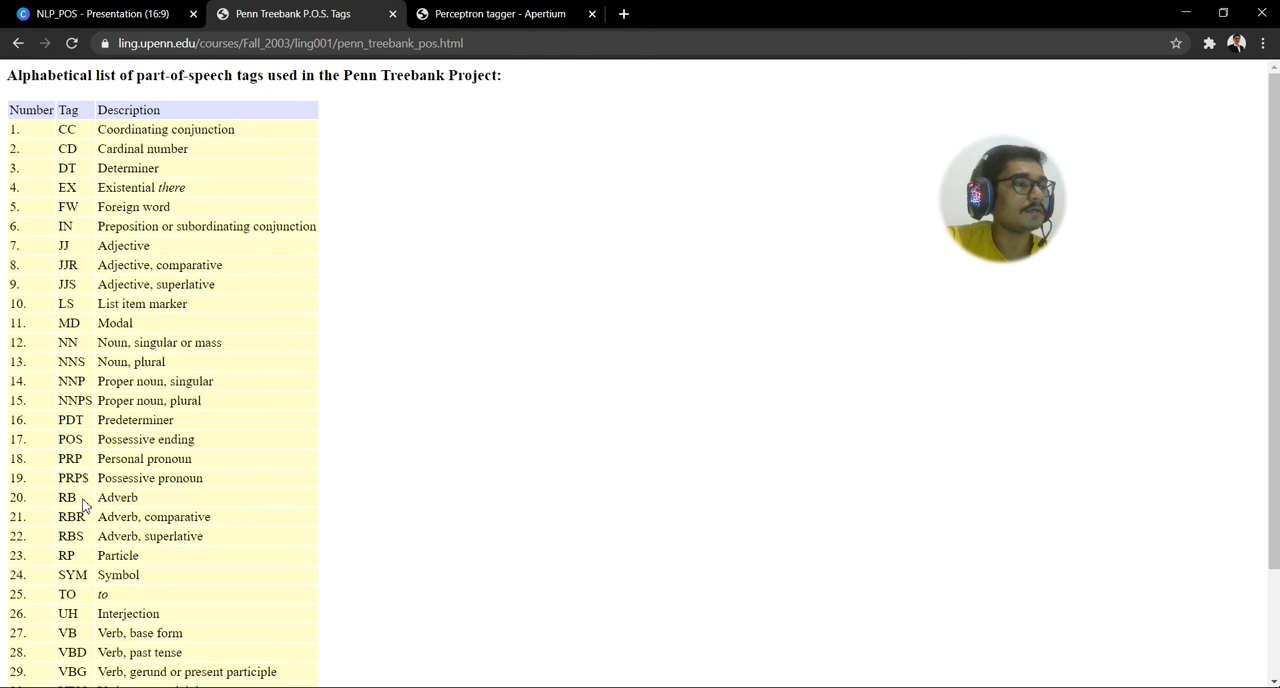 NLP_POS - Presentation (16:9)
Penn Treebank P.O.S. Tags
Perceptron tagger - Apertium
ling.upenn.edu/courses/Fall_2003/ling001/penn_treebank_pos.html
Alphabetical list of part-of-speech tags used in the Penn Treebank Project:
Number Tag Description
1. CC Coordinating conjunction
2. CD Cardinal number
3. DT Determiner
4. EX Existential there
5. FW Foreign word
6. IN Preposition or subordinating conjunction
7. JJ Adjective
8. JJR Adjective, comparative
9. JJS Adjective, superlative
10. LS List item marker
11. MD Modal
12. NN Noun, singular or mass
13. NNS Noun, plural
14. NNP Proper noun, singular
15. NNPS Proper noun, plural
16. PDT Predeterminer
17. POS Possessive ending
18. PRP Personal pronoun
19. PRP$ Possessive pronoun
20. RB Adverb
21. RBR Adverb, comparative
22. RBS Adverb, superlative
23. RP Particle
24. SYM Symbol
25. TO to
26. UH Interjection
27. VB Verb, base form
28. VBD Verb, past tense
29. VBG Verb, gerund or present participle